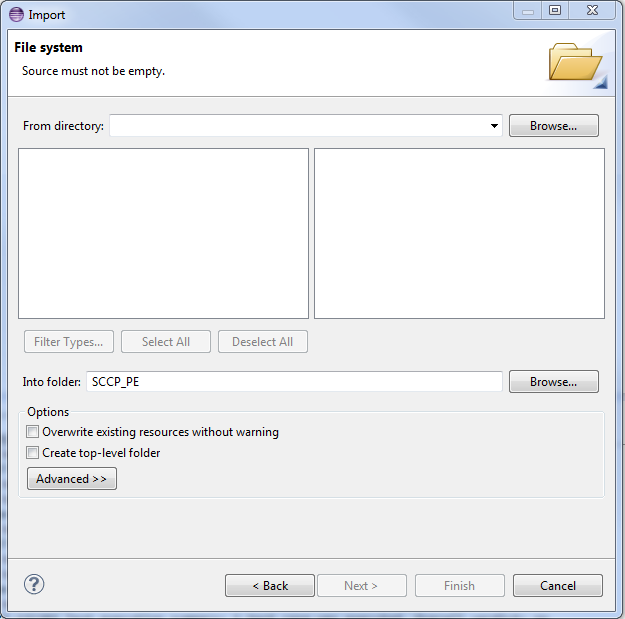 Import
File system
Source must not be empty.
From directory:
Browse...
Filter Types...
Select All
Deselect All
Into folder:
SCCP_PE
Browse...
Options
Overwrite existing resources without warning
Create top-level folder
Advanced >>
?
< Back
Next >
Finish
Cancel